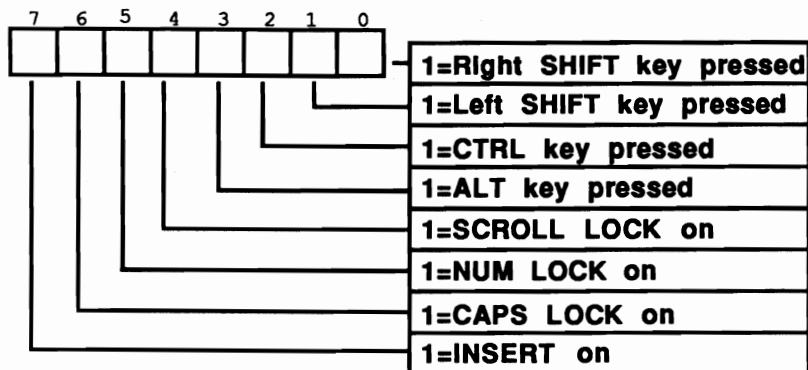 7 6 5 4 3 2 1 0
1=Right SHIFT key pressed
1=Left SHIFT key pressed
1=CTRL key pressed
1=ALT key pressed
1=SCROLL LOCK on
1=NUM LOCK on
1=CAPS LOCK on
1=INSERT on